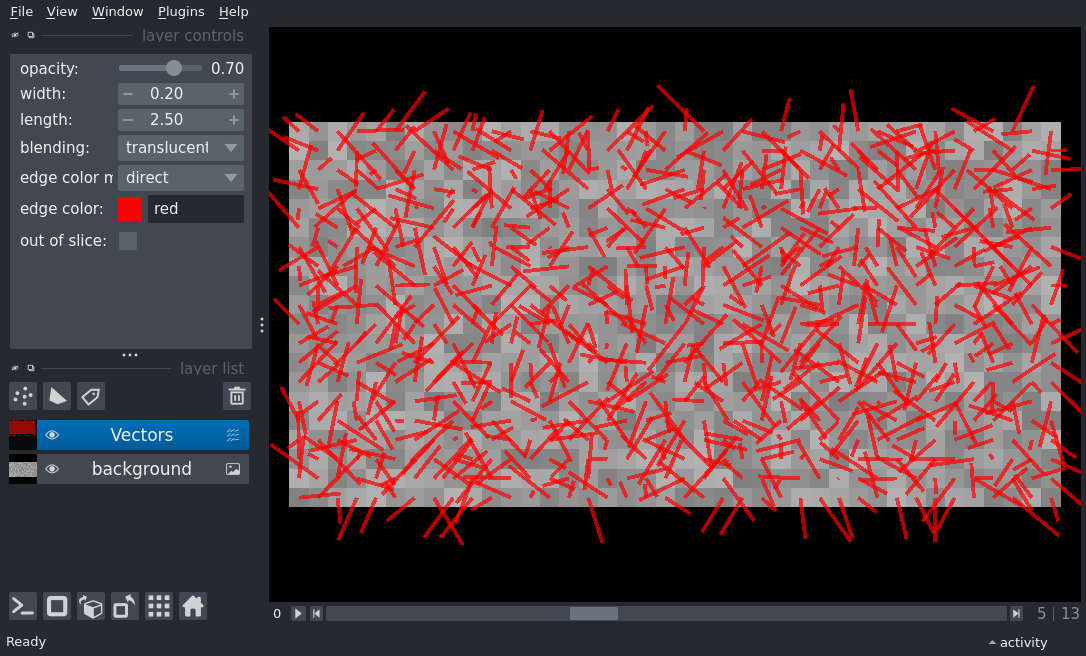 File View Window Plugins Help
layer controls
opacity: 0.70
width: − 0.20 +
length: − 2.50 +
blending: translucent
edge color m direct
edge color: red
out of slice:
layer list
Vectors
background
0 5 | 13
Ready activity